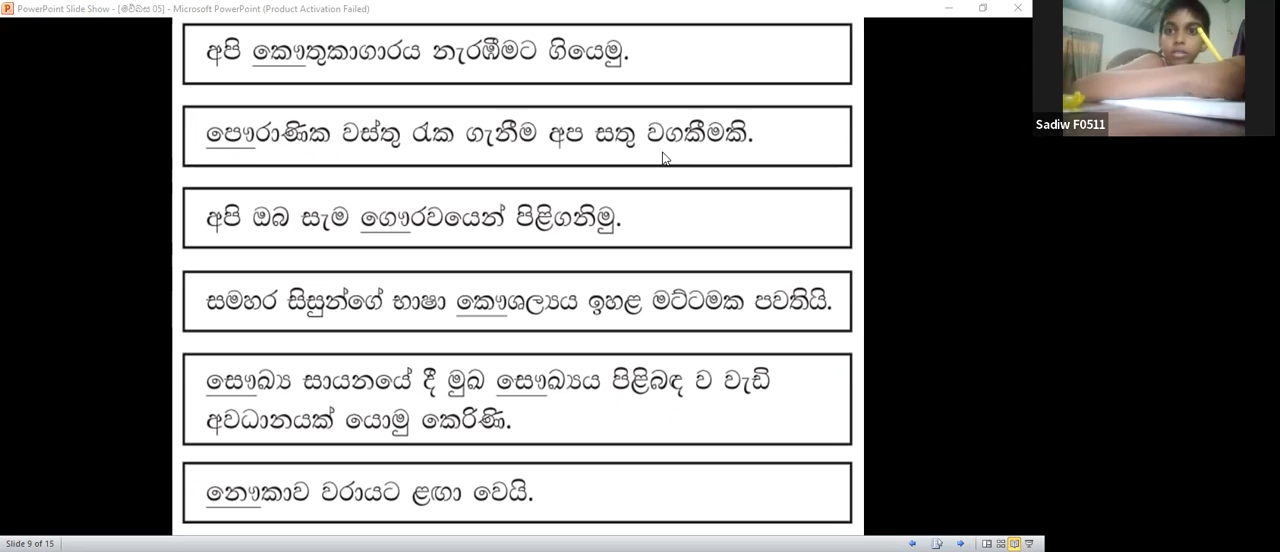 PowerPoint Slide Show - [මව්බස 05] - Microsoft PowerPoint (Product Activation Failed)
අපි කෞතුකාගාරය නැරඹීමට ගියෙමු.
පෞරාණික වස්තු රැක ගැනීම අප සතු වගකීමකි.
අපි ඔබ සැම ගෞරවයෙන් පිළිගනිමු.
සමහර සිසුන්ගේ භාෂා කෞශල්‍යය ඉහළ මට්ටමක පවතියි.
සෞඛ්‍ය සායනයේ දී මුඛ සෞඛ්‍යය පිළිබඳ ව වැඩි
අවධානයක් යොමු කෙරිණි.
නෞකාව වරායට ළඟා වෙයි.
Sadiw F0511
Slide 9 of 15